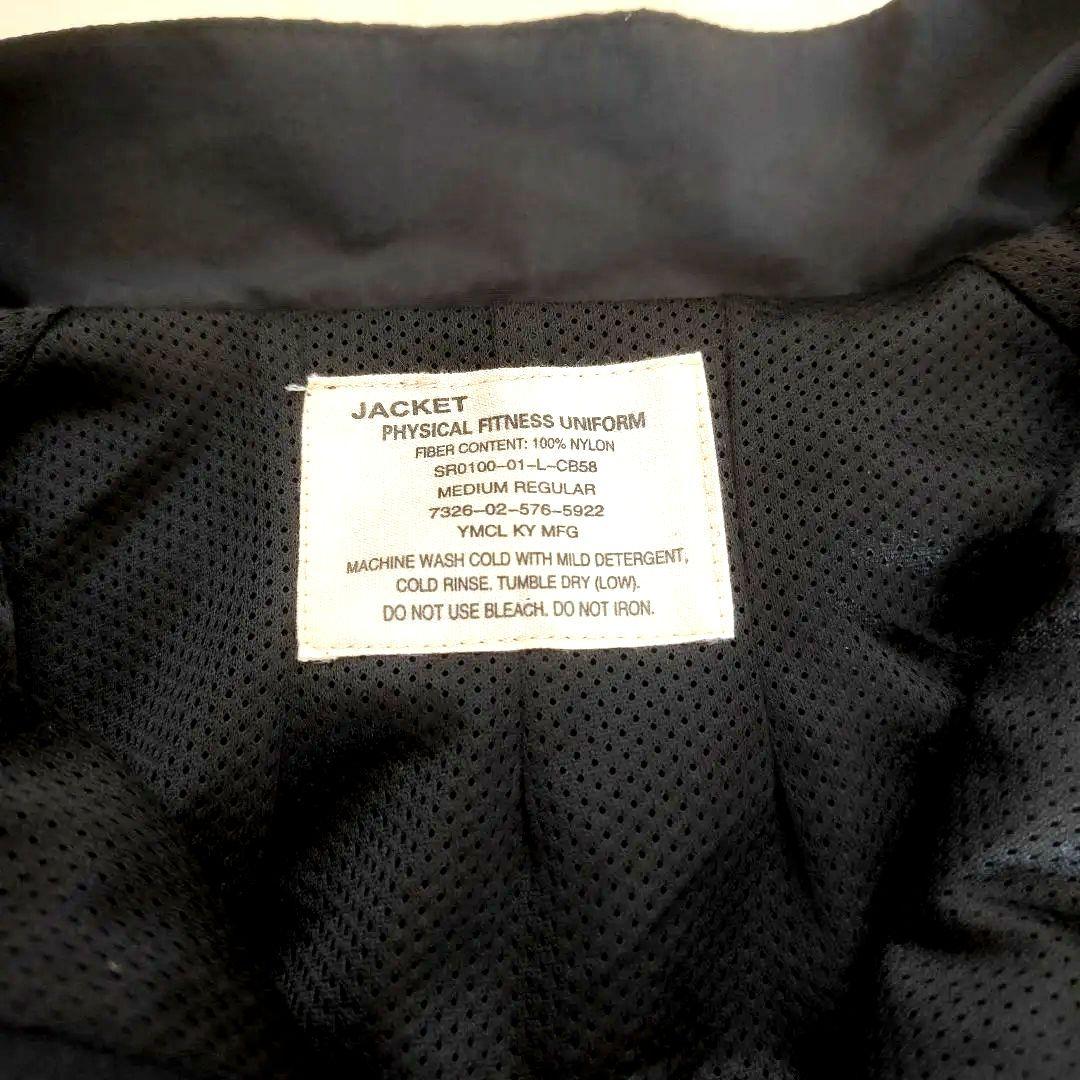 JACKET
PHYSICAL FITNESS UNIFORM
FIBER CONTENT: 100% NYLON
SR0100-01-L-CB58
MEDIUM REGULAR
7326-02-576-5922
YMCL KY MFG
MACHINE WASH COLD WITH MILD DETERGENT,
COLD RINSE. TUMBLE DRY (LOW).
DO NOT USE BLEACH. DO NOT IRON.